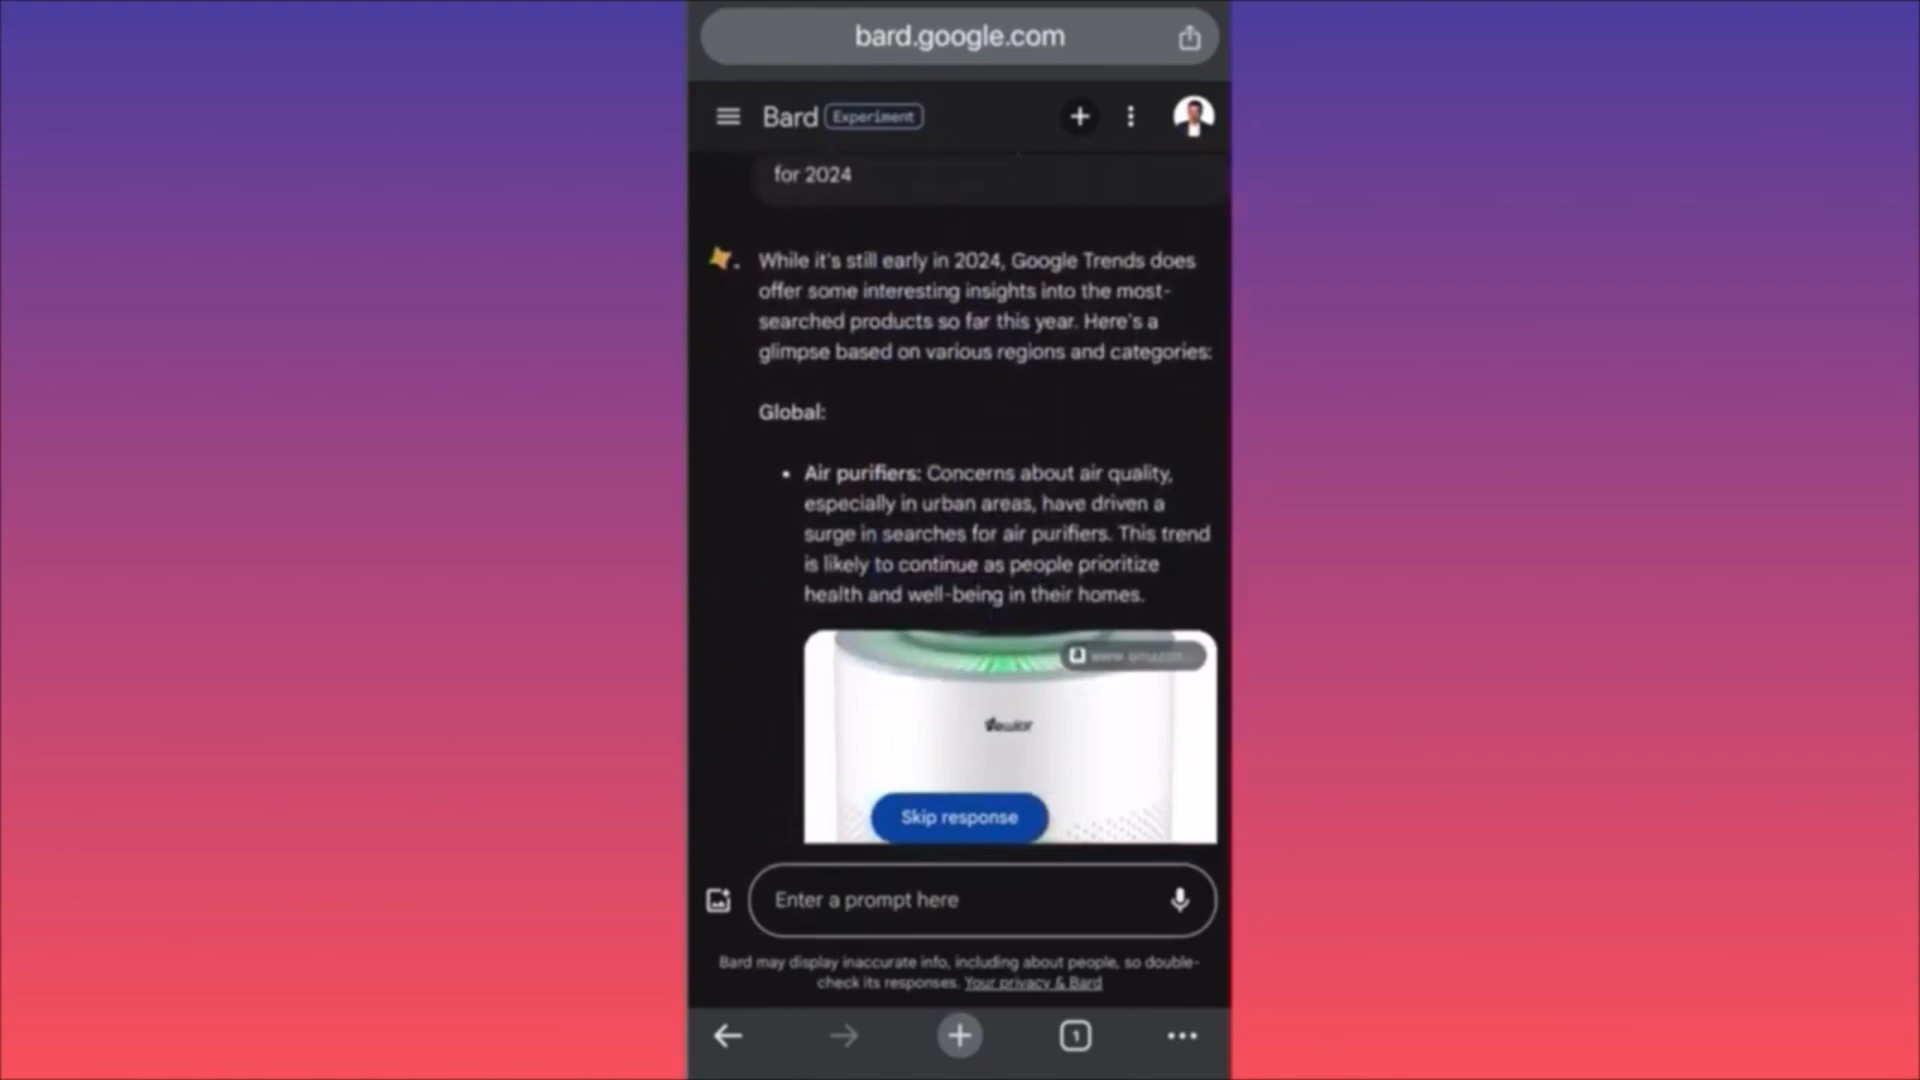 bard.google.com
Bard Experiment
for 2024
While it's still early in 2024, Google Trends does
offer some interesting insights into the most-
searched products so far this year. Here's a
glimpse based on various regions and categories:
Global:
• Air purifiers: Concerns about air quality,
especially in urban areas, have driven a
surge in searches for air purifiers. This trend
is likely to continue as people prioritize
health and well-being in their homes.
www.amazon...
Skip response
Enter a prompt here
Bard may display inaccurate info, including about people, so double-
check its responses. Your privacy & Bard
1